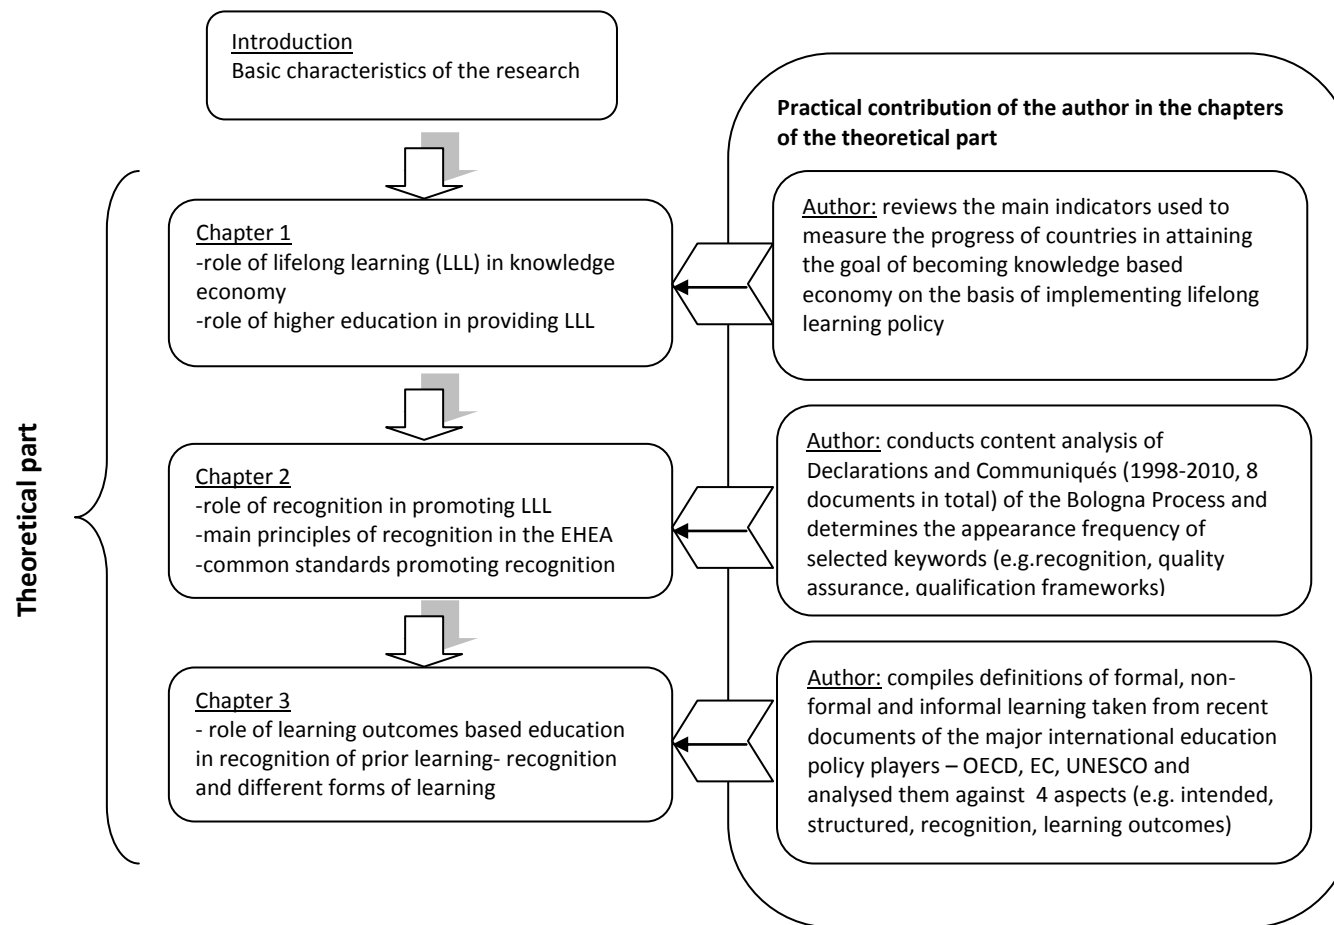 Introduction
Basic characteristics of the research
Practical contribution of the author in the chapters
of the theoretical part
Theoretical part
Chapter 1
-role of lifelong learning (LLL) in knowledge
economy
-role of higher education in providing LLL
Author: reviews the main indicators used to
measure the progress of countries in attaining
the goal of becoming knowledge based
economy on the basis of implementing lifelong
learning policy
Chapter 2
-role of recognition in promoting LLL
-main principles of recognition in the EHEA
-common standards promoting recognition
Author: conducts content analysis of
Declarations and Communiqués (1998-2010, 8
documents in total) of the Bologna Process and
determines the appearance frequency of
selected keywords (e.g.recognition, quality
assurance, qualification frameworks)
Chapter 3
- role of learning outcomes based education
in recognition of prior learning- recognition
and different forms of learning
Author: compiles definitions of formal, non-
formal and informal learning taken from recent
documents of the major international education
policy players – OECD, EC, UNESCO and
analysed them against 4 aspects (e.g. intended,
structured, recognition, learning outcomes)